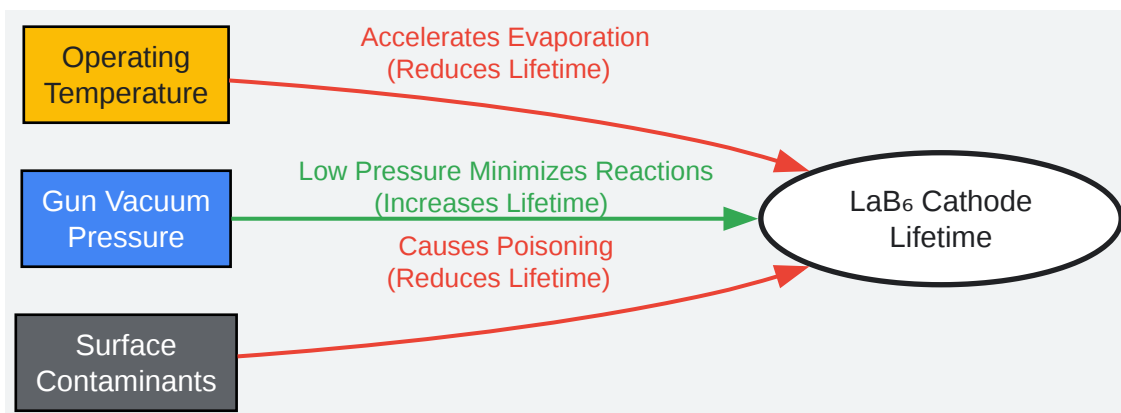 Operating
Temperature
Accelerates Evaporation
(Reduces Lifetime)
Gun Vacuum
Pressure
Low Pressure Minimizes Reactions
(Increases Lifetime)
LaB₆ Cathode
Lifetime
Causes Poisoning
(Reduces Lifetime)
Surface
Contaminants